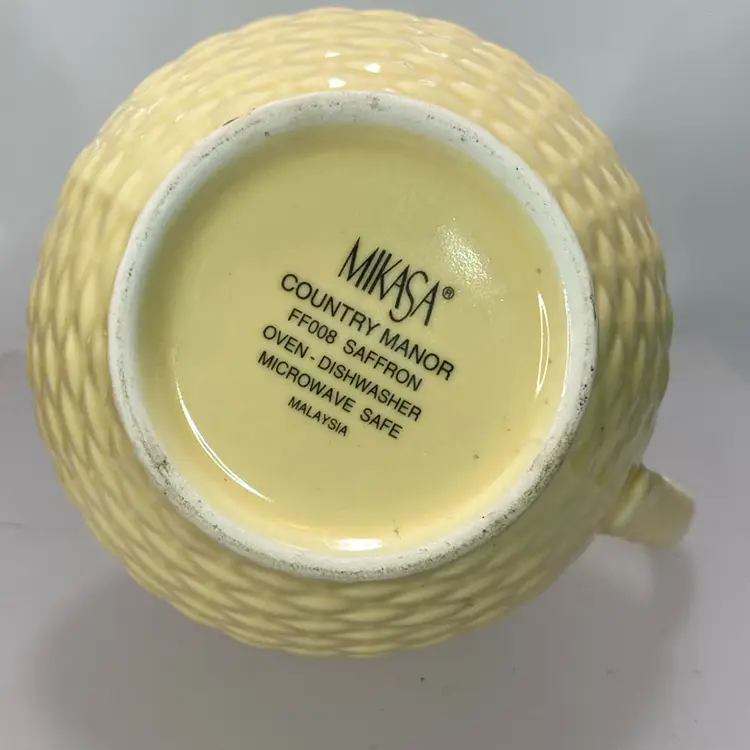 MIKASA®
COUNTRY MANOR
FF008 SAFFRON
OVEN - DISHWASHER
MICROWAVE SAFE
MALAYSIA